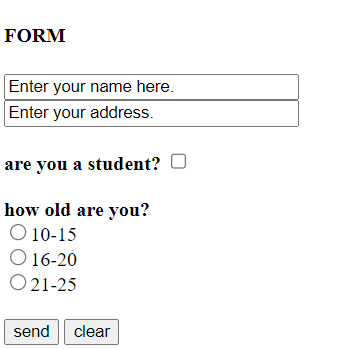 FORM
Enter your name here.
Enter your address.
are you a student?
how old are you?
10-15
16-20
21-25
send clear